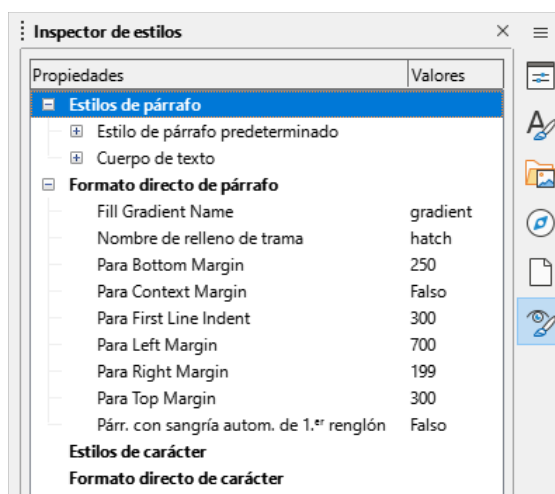 Inspector de estilos
Propiedades Valores
Estilos de párrafo
Estilo de párrafo predeterminado
Cuerpo de texto
Formato directo de párrafo
Fill Gradient Name gradient
Nombre de relleno de trama hatch
Para Bottom Margin 250
Para Context Margin Falso
Para First Line Indent 300
Para Left Margin 700
Para Right Margin 199
Para Top Margin 300
Párr. con sangría autom. de 1.ᵉʳ renglón Falso
Estilos de carácter
Formato directo de carácter